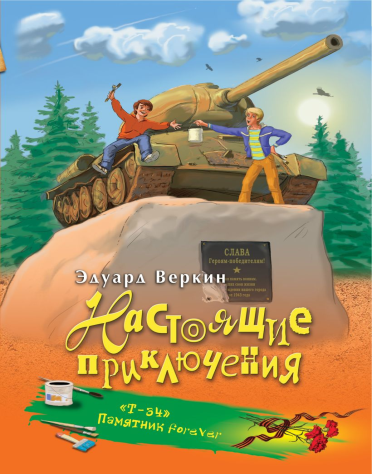 СЛАВА
Героям-победителям!
Эдуард Веркин
Настоящие
приключения
«Т-34»
Памятник forever